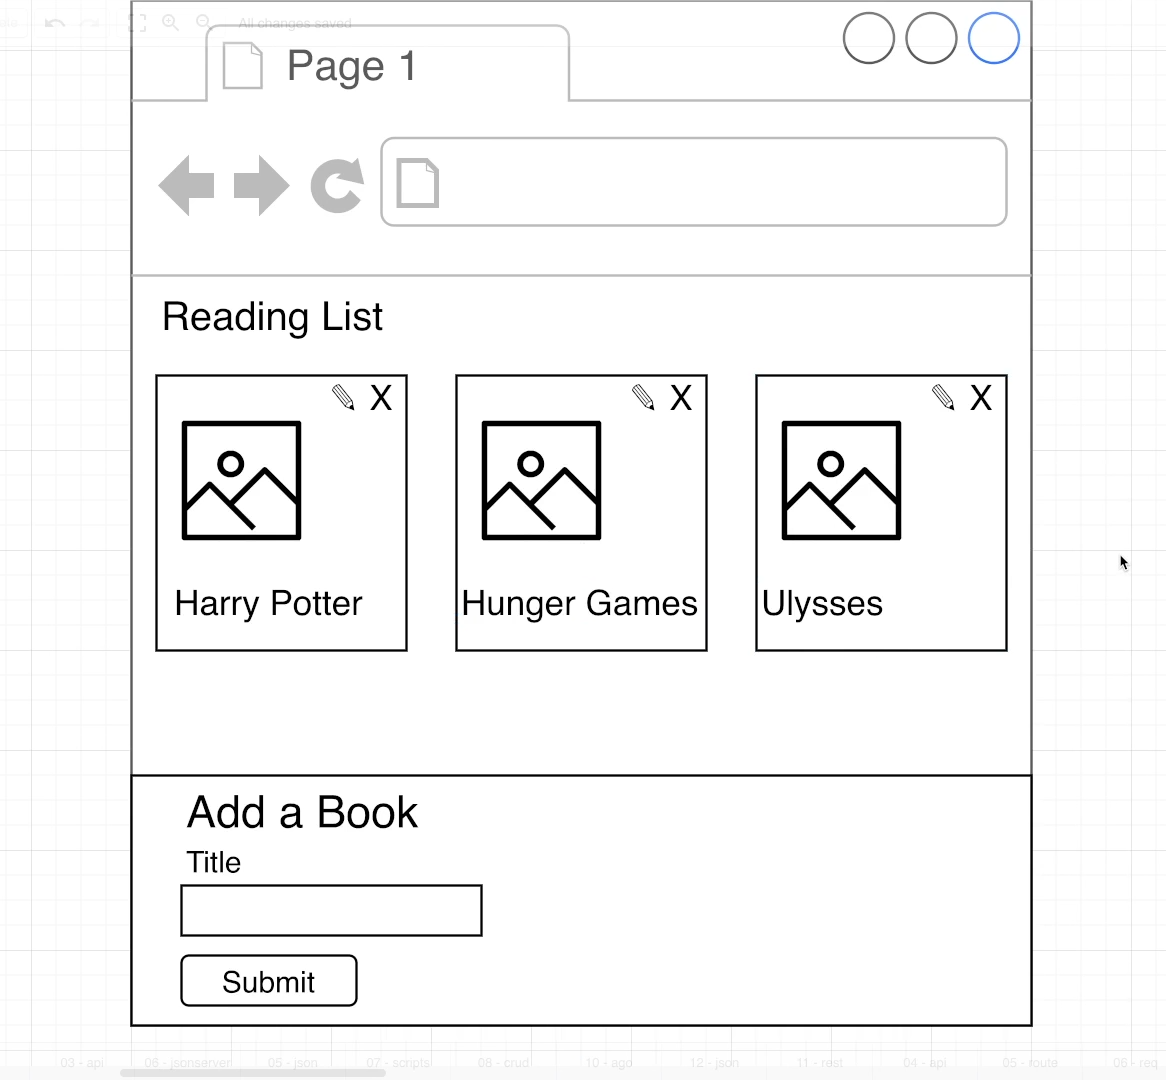 All changes saved
Page 1
Reading List
X X X
Harry Potter Hunger Games Ulysses
Add a Book
Title
Submit
03 - api 06 - jsonserver 05 - json 07 - scripts 08 - crud 10 - ago 12 - json 11 - rest 04 - api 05 - route 06 - req